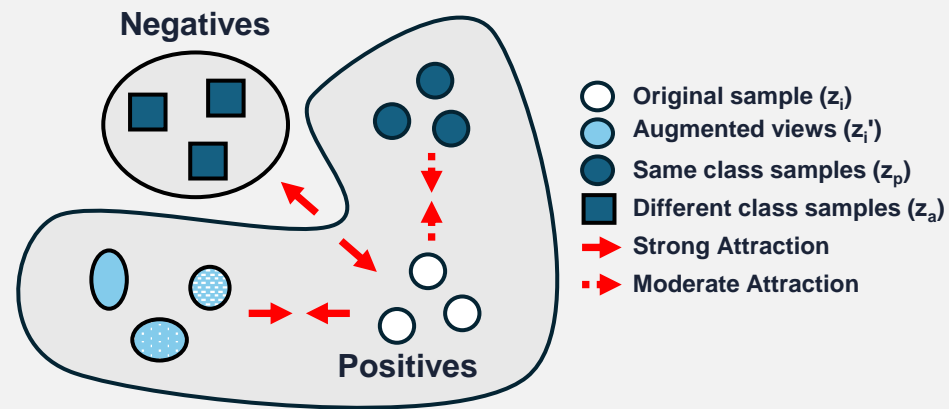 Negatives
Original sample (zᵢ)
Augmented views (zᵢ')
Same class samples (zₚ)
Different class samples (zₐ)
Strong Attraction
Moderate Attraction
Positives